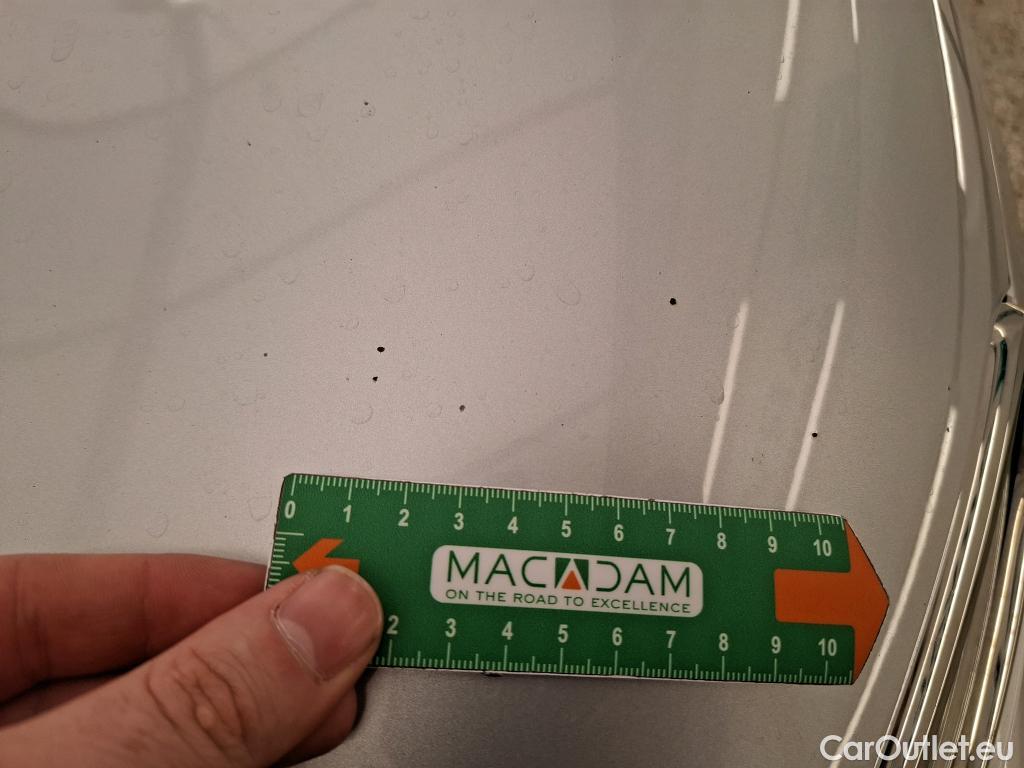 0 1 2 3 4 5 6 7 8 9 10
MACADAM
ON THE ROAD TO EXCELLENCE
2 3 4 5 6 7 8 9 10
CarOutlet.eu